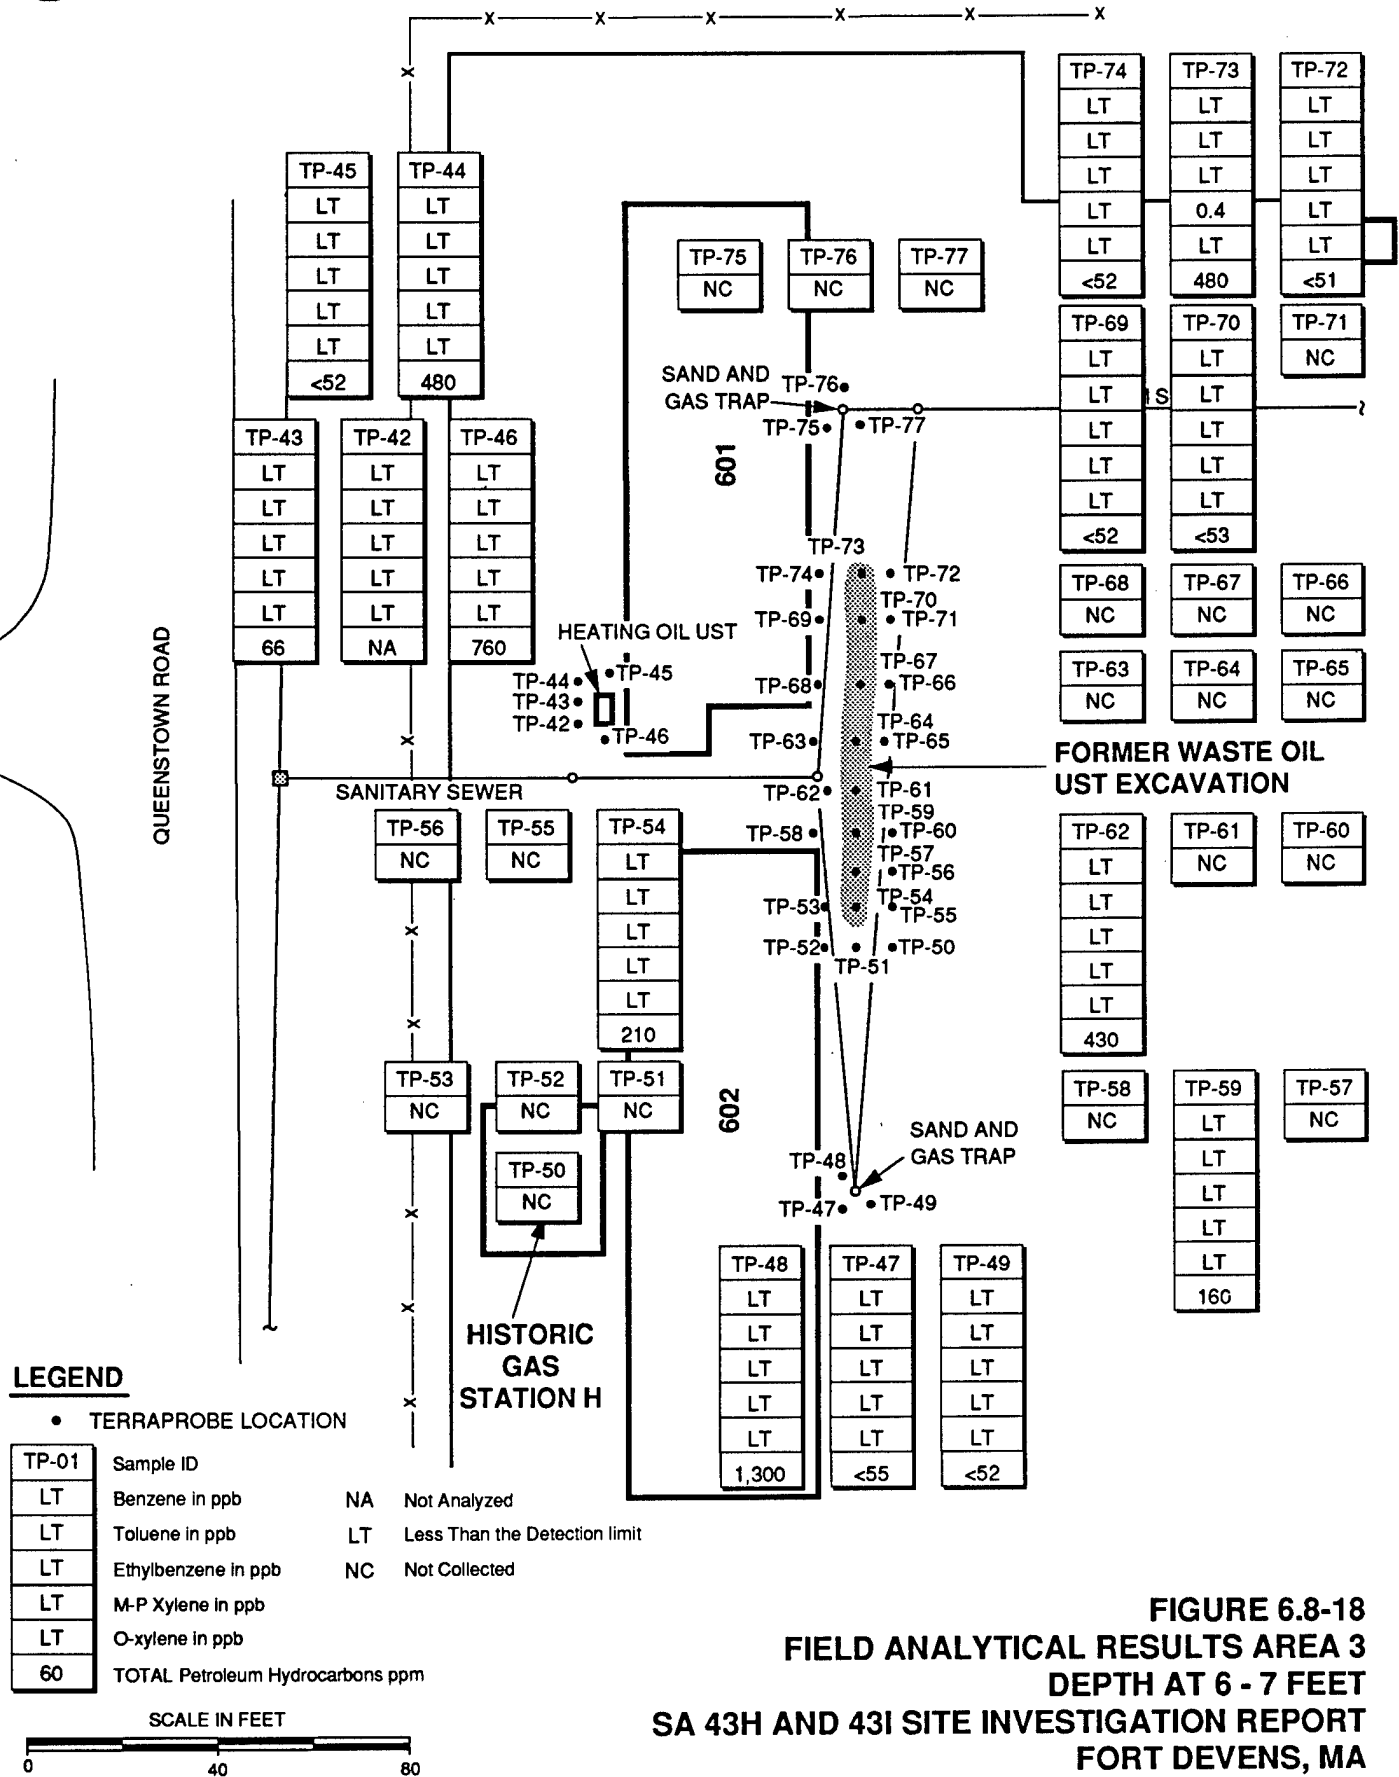 TP-74
LT
LT
LT
LT
LT
<52
TP-73
LT
LT
LT
0.4
LT
480
TP-72
LT
LT
LT
LT
LT
<51
TP-45
LT
LT
LT
LT
LT
<52
TP-44
LT
LT
LT
LT
LT
480
TP-75
NC
TP-76
NC
TP-77
NC
TP-69
LT
LT
LT
LT
LT
<52
TP-70
LT
LT
LT
LT
LT
<53
TP-71
NC
S
SAND AND
GAS TRAP
TP-76
TP-75
TP-77
601
TP-43
LT
LT
LT
LT
LT
66
TP-42
LT
LT
LT
LT
LT
NA
TP-46
LT
LT
LT
LT
LT
760
TP-73
TP-74
TP-72
TP-70
TP-69
TP-71
TP-67
TP-68
TP-66
TP-64
TP-63
TP-65
TP-62
TP-61
TP-59
TP-58
TP-60
TP-57
TP-56
TP-54
TP-53
TP-55
TP-52
TP-50
TP-51
TP-68
NC
TP-67
NC
TP-66
NC
TP-63
NC
TP-64
NC
TP-65
NC
HEATING OIL UST
TP-45
TP-44
TP-43
TP-42
TP-46
QUEENSTOWN ROAD
FORMER WASTE OIL
UST EXCAVATION
SANITARY SEWER
TP-56
NC
TP-55
NC
TP-54
LT
LT
LT
LT
LT
210
TP-62
LT
LT
LT
LT
LT
430
TP-61
NC
TP-60
NC
TP-53
NC
TP-52
NC
TP-51
NC
TP-50
NC
602
TP-58
NC
TP-59
LT
LT
LT
LT
LT
160
TP-57
NC
SAND AND
GAS TRAP
TP-48
TP-47
TP-49
TP-48
LT
LT
LT
LT
LT
1,300
TP-47
LT
LT
LT
LT
LT
<55
TP-49
LT
LT
LT
LT
LT
<52
HISTORIC
GAS
STATION H
LEGEND
TERRAPROBE LOCATION
TP-01 Sample ID
LT Benzene in ppb
LT Toluene in ppb
LT Ethylbenzene in ppb
LT M-P Xylene in ppb
LT O-xylene in ppb
60 TOTAL Petroleum Hydrocarbons ppm
NA Not Analyzed
LT Less Than the Detection limit
NC Not Collected
SCALE IN FEET
0 40 80
FIGURE 6.8-18
FIELD ANALYTICAL RESULTS AREA 3
DEPTH AT 6 - 7 FEET
SA 43H AND 43I SITE INVESTIGATION REPORT
FORT DEVENS, MA